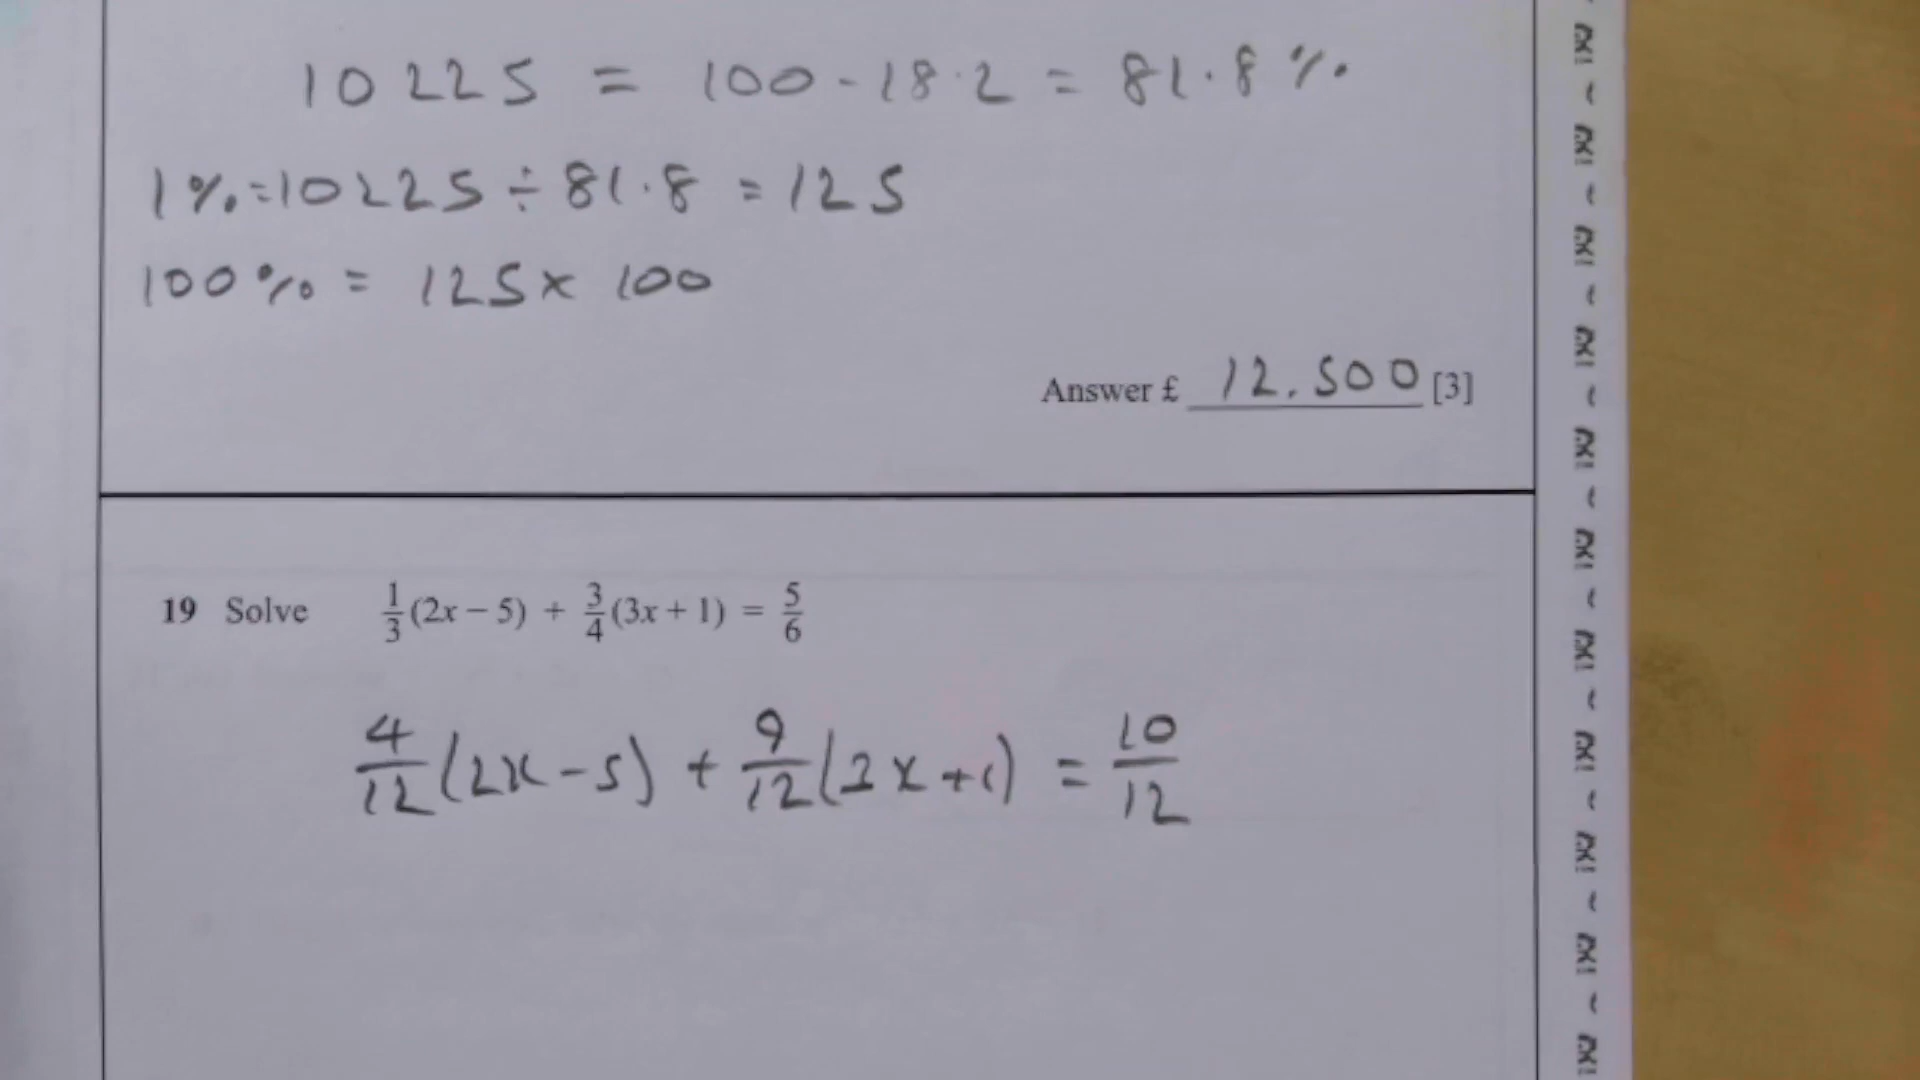 10225 = 100 - 18.2 = 81.8%
1% = 10225 ÷ 81.8 = 125
100% = 125 x 100
Answer £ 12,500 [3]
19 Solve 1/3(2x – 5) + 3/4(3x + 1) = 5/6
4/12(2x - 5) + 9/12(3x + 1) = 10/12